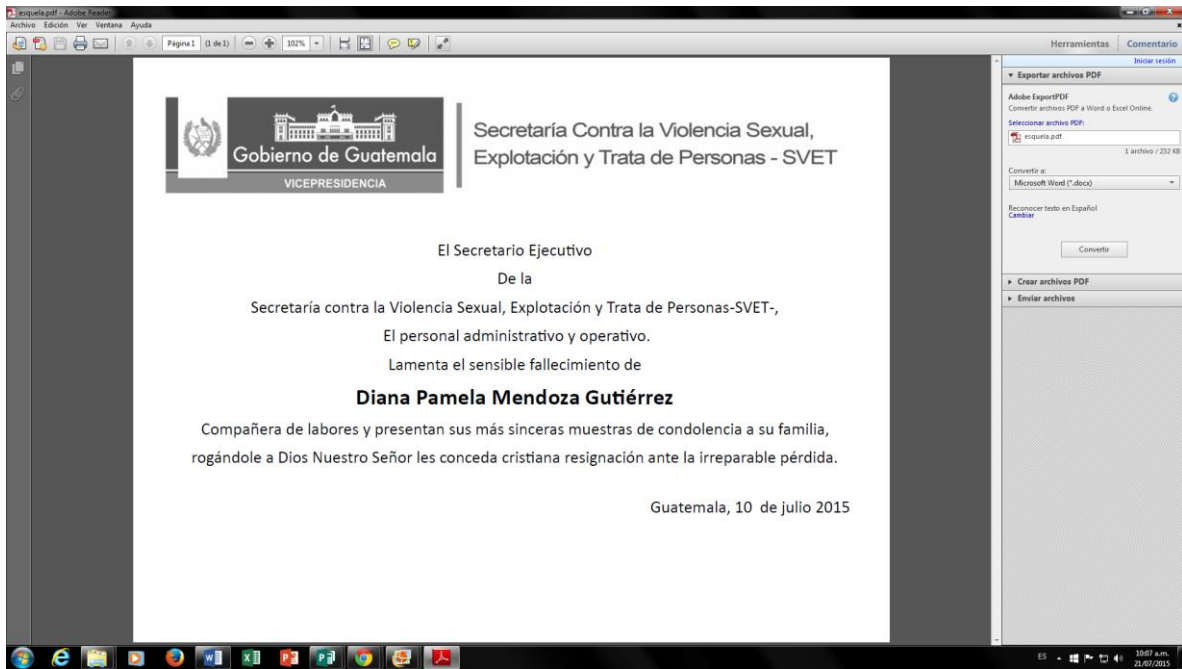 esquela.pdf - Adobe Reader
Archivo Edición Ver Ventana Ayuda
Página 1 (1 de 1) 102% Herramientas Comentario
Iniciar sesión
Exportar archivos PDF
Adobe ExportPDF
Convertir archivos PDF a Word o Excel Online.
Seleccionar archivo PDF:
esquela.pdf
1 archivo / 232 KB
Convertir a:
Microsoft Word (*.docx)
Reconocer texto en Español
Cambiar
Convertir
Crear archivos PDF
Enviar archivos
Gobierno de Guatemala
VICEPRESIDENCIA
Secretaría Contra la Violencia Sexual,
Explotación y Trata de Personas - SVET
El Secretario Ejecutivo
De la
Secretaría contra la Violencia Sexual, Explotación y Trata de Personas-SVET-,
El personal administrativo y operativo.
Lamenta el sensible fallecimiento de
Diana Pamela Mendoza Gutiérrez
Compañera de labores y presentan sus más sinceras muestras de condolencia a su familia,
rogándole a Dios Nuestro Señor les conceda cristiana resignación ante la irreparable pérdida.
Guatemala, 10 de julio 2015
ES
10:07 a.m.
21/07/2015